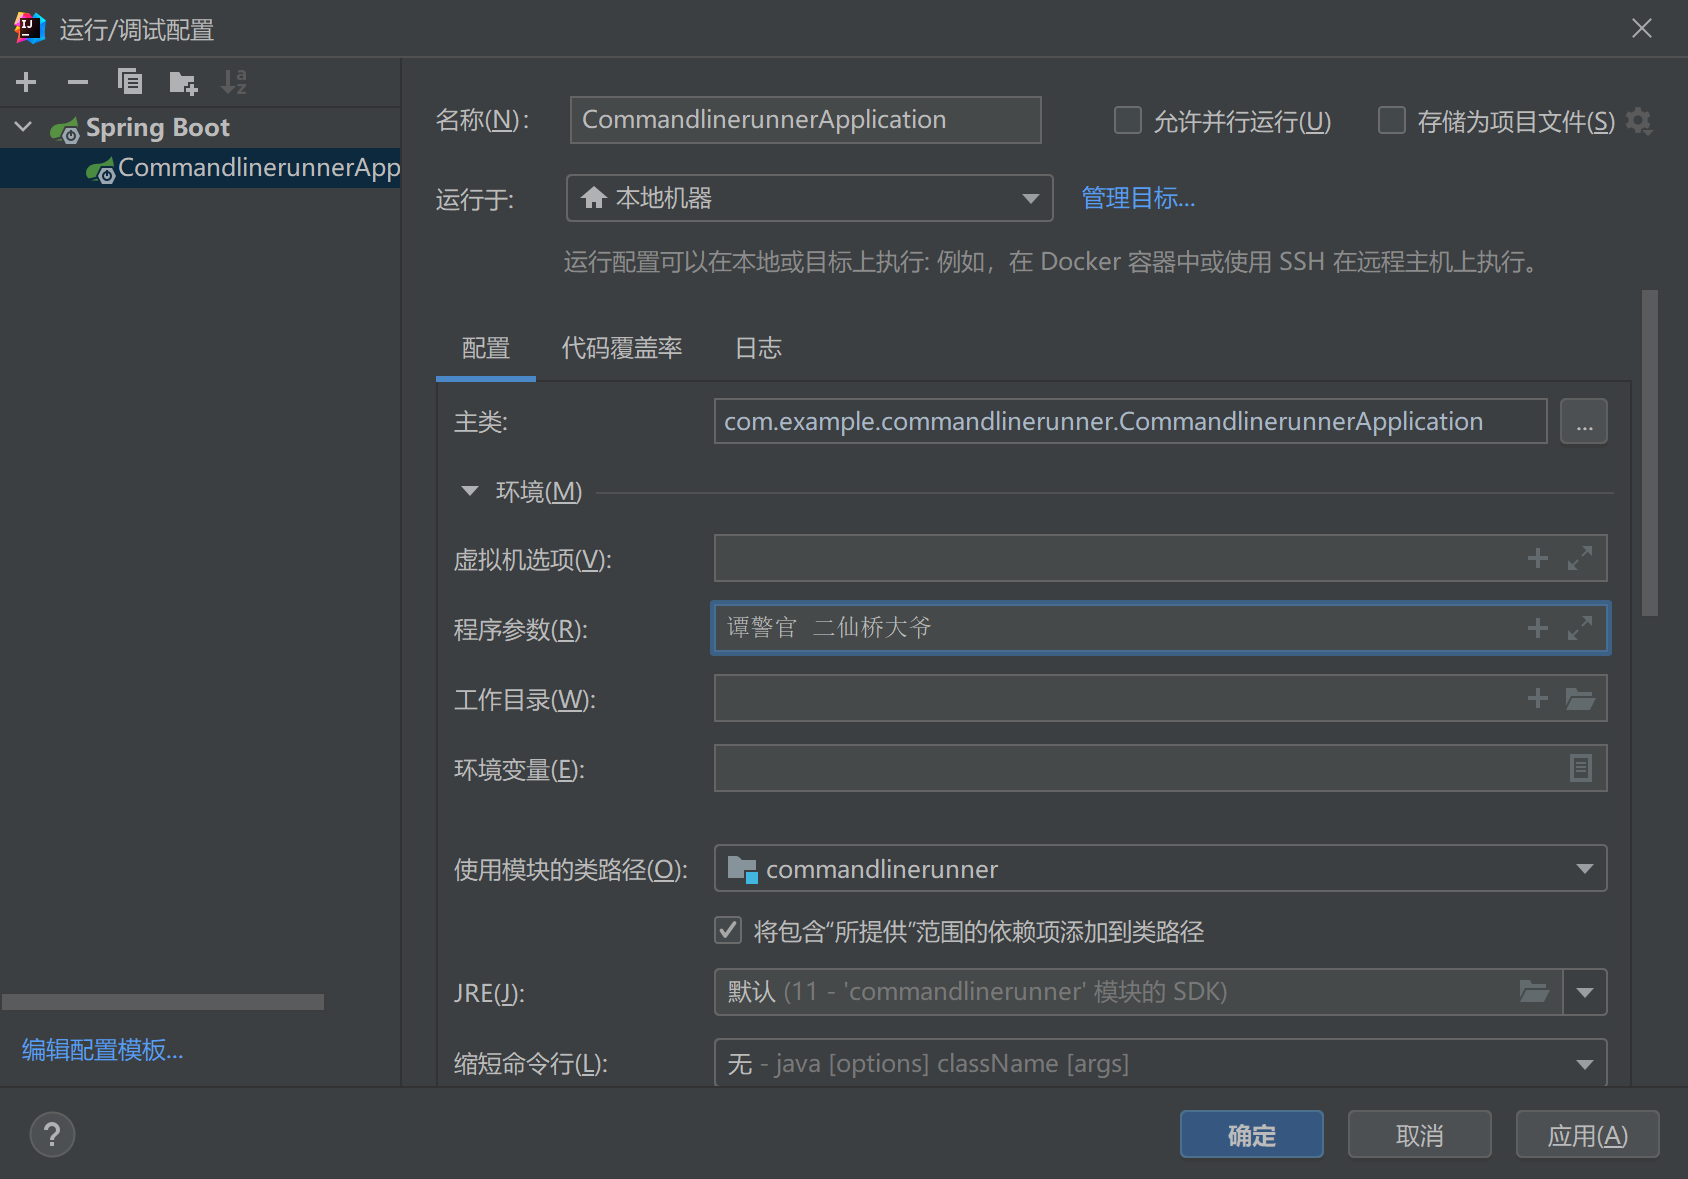 运行/调试配置
Spring Boot
CommandlinerunnerApp
编辑配置模板...
名称(N): CommandlinerunnerApplication 允许并行运行(U) 存储为项目文件(S)
运行于: 本地机器 管理目标...
运行配置可以在本地或目标上执行: 例如，在 Docker 容器中或使用 SSH 在远程主机上执行。
配置 代码覆盖率 日志
主类: com.example.commandlinerunner.CommandlinerunnerApplication ...
环境(M)
虚拟机选项(V):
程序参数(R): 谭警官 二仙桥大爷
工作目录(W):
环境变量(E):
使用模块的类路径(O): commandlinerunner
将包含“所提供”范围的依赖项添加到类路径
JRE(J): 默认 (11 - 'commandlinerunner' 模块的 SDK)
缩短命令行(L): 无 - java [options] className [args]
? 确定 取消 应用(A)